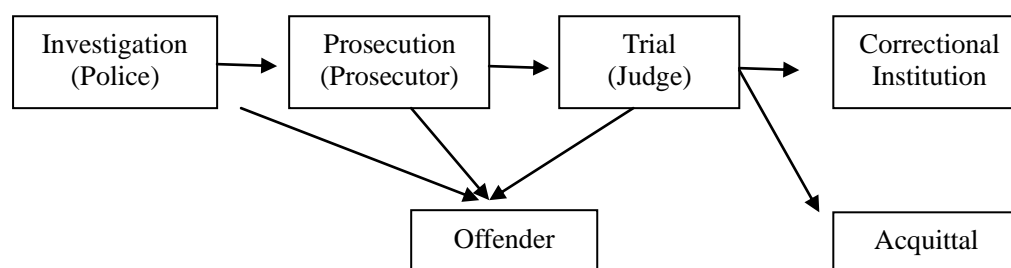 Investigation
(Police)
Prosecution
(Prosecutor)
Trial
(Judge)
Correctional
Institution
Offender
Acquittal